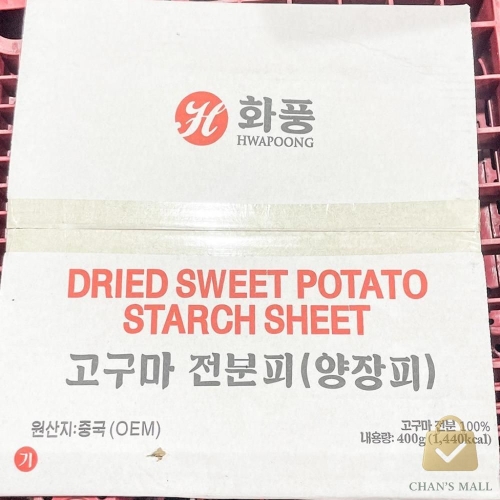 H 화풍
HWAPOONG
DRIED SWEET POTATO
STARCH SHEET
고구마 전분피(양장피)
원산지:중국 (OEM)
고구마 전분 100%
내용량: 400g (1,440kcal)
기
CHAN'S MALL